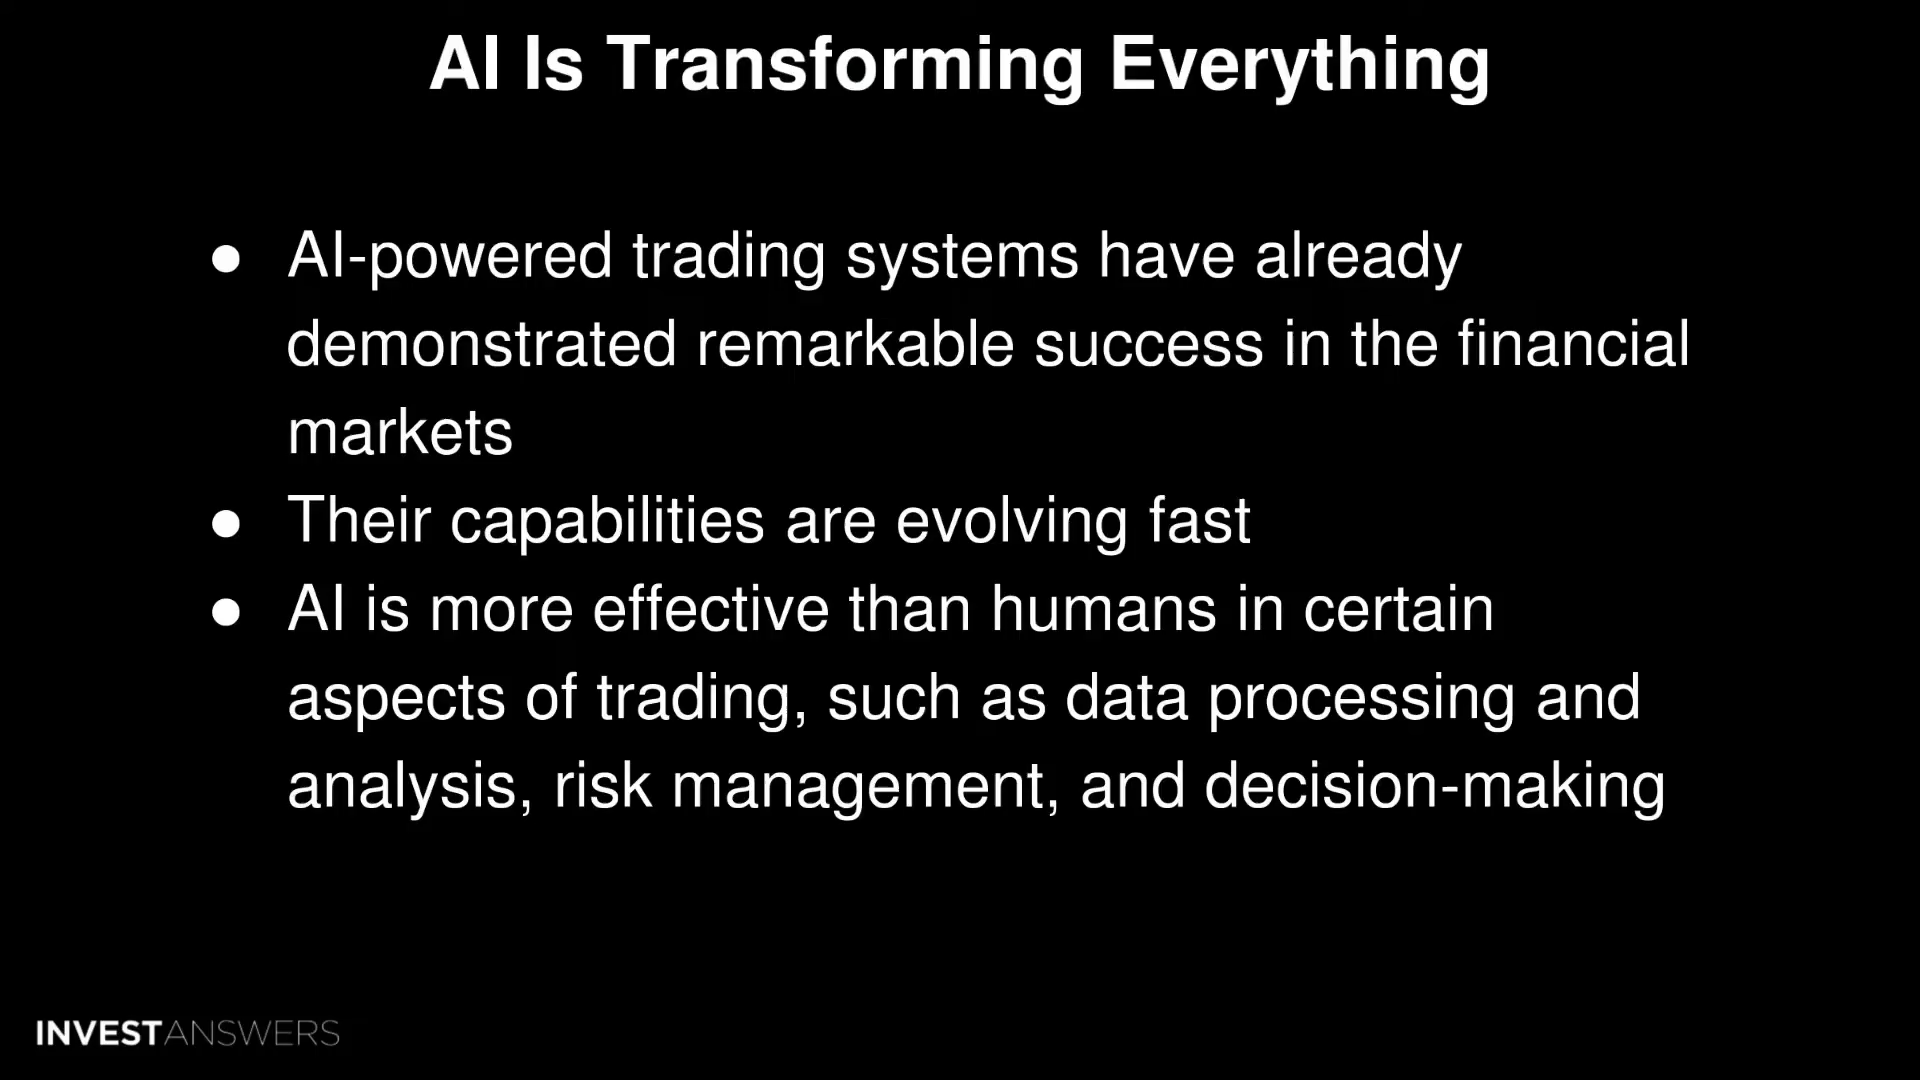 AI Is Transforming Everything
● AI-powered trading systems have already
demonstrated remarkable success in the financial
markets
● Their capabilities are evolving fast
● AI is more effective than humans in certain
aspects of trading, such as data processing and
analysis, risk management, and decision-making
INVESTANSWERS